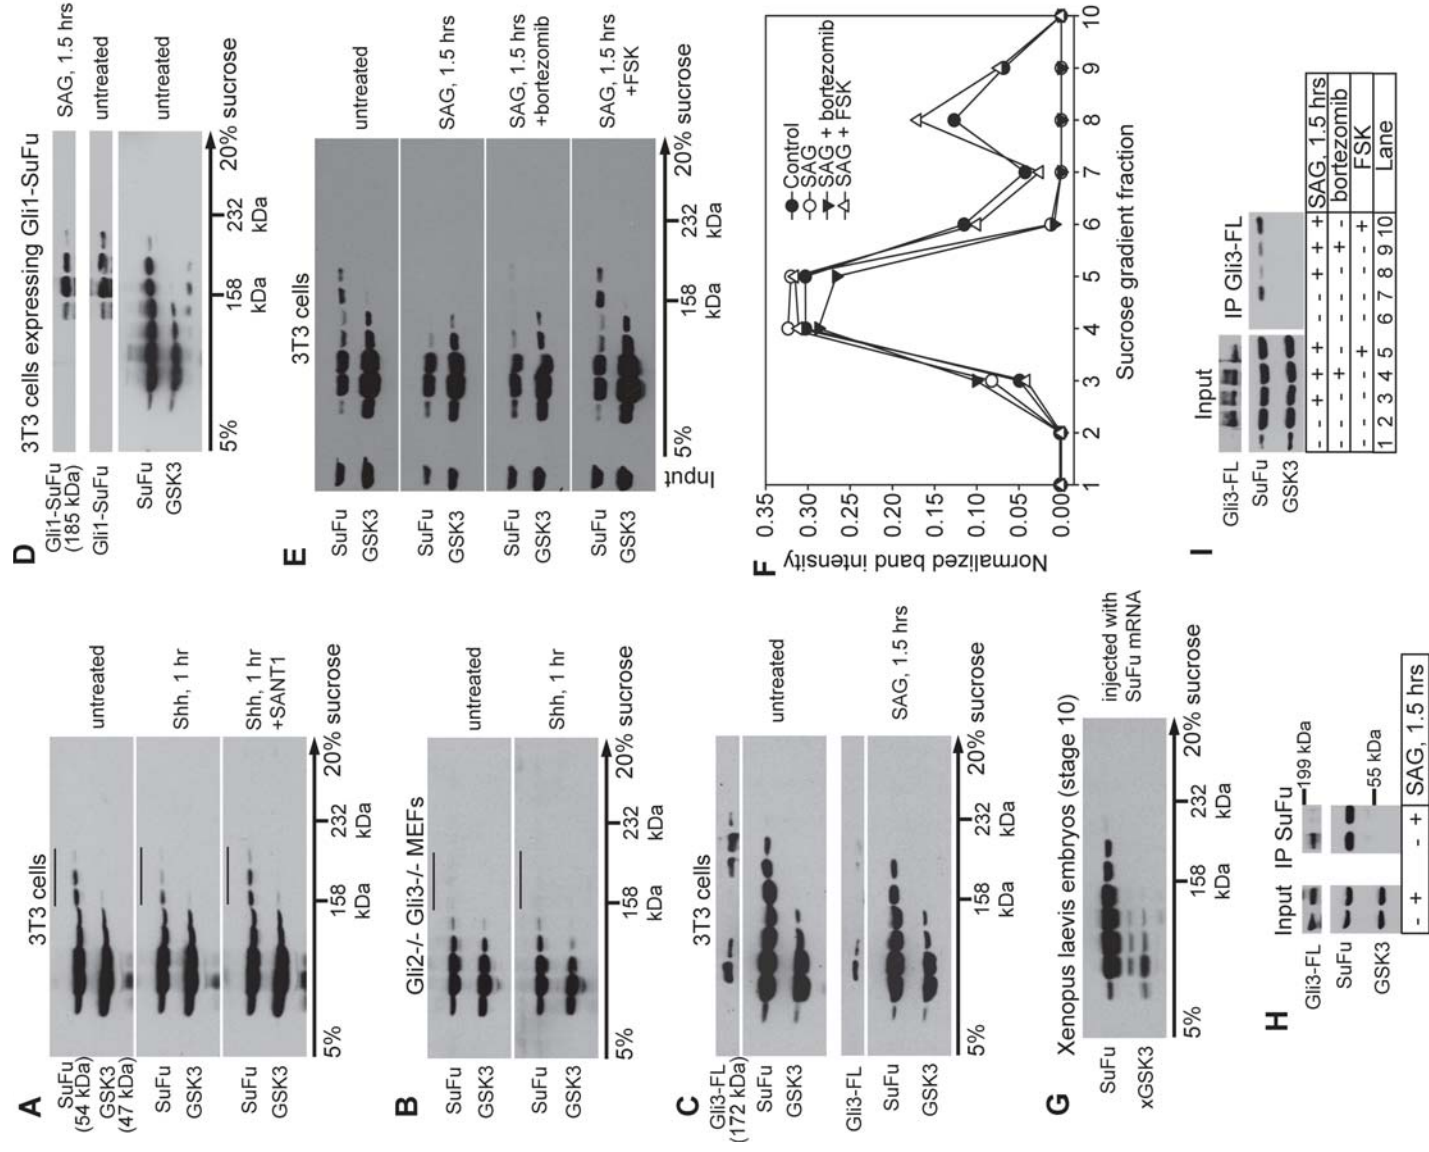 A
3T3 cells
SuFu
(54 kDa)
GSK3
(47 kDa)
untreated
SuFu
GSK3
Shh, 1 hr
SuFu
GSK3
Shh, 1 hr
+SANT1
5%
158
kDa
232
kDa
20% sucrose
B
Gli2-/- Gli3-/- MEFs
SuFu
GSK3
untreated
SuFu
GSK3
Shh, 1 hr
5%
158
kDa
232
kDa
20% sucrose
C
3T3 cells
Gli3-FL
(172 kDa)
SuFu
GSK3
untreated
Gli3-FL
SuFu
GSK3
SAG, 1.5 hrs
5%
158
kDa
232
kDa
20% sucrose
D
3T3 cells expressing Gli1-SuFu
Gli1-SuFu
(185 kDa)
SAG, 1.5 hrs
Gli1-SuFu
untreated
SuFu
GSK3
untreated
5%
158
kDa
232
kDa
20% sucrose
E
3T3 cells
SuFu
GSK3
untreated
SuFu
GSK3
SAG, 1.5 hrs
SuFu
GSK3
SAG, 1.5 hrs
+bortezomib
SuFu
GSK3
SAG, 1.5 hrs
+FSK
Input
5%
158
kDa
232
kDa
20% sucrose
F
Normalized band intensity
0.35
0.30
0.25
0.20
0.15
0.10
0.05
0.00
Control
SAG
SAG + bortezomib
SAG + FSK
1 2 3 4 5 6 7 8 9 10
Sucrose gradient fraction
G
Xenopus laevis embryos (stage 10)
SuFu
xGSK3
injected with
SuFu mRNA
5%
158
kDa
232
kDa
20% sucrose
H
Input IP SuFu
Gli3-FL
199 kDa
SuFu
GSK3
55 kDa
- + - + SAG, 1.5 hrs
I
Input IP Gli3-FL
Gli3-FL
SuFu
GSK3
- - + + + - - + + + SAG, 1.5 hrs
- - - + - - - - + - bortezomib
- - - - + - - - - + FSK
1 2 3 4 5 6 7 8 9 10 Lane